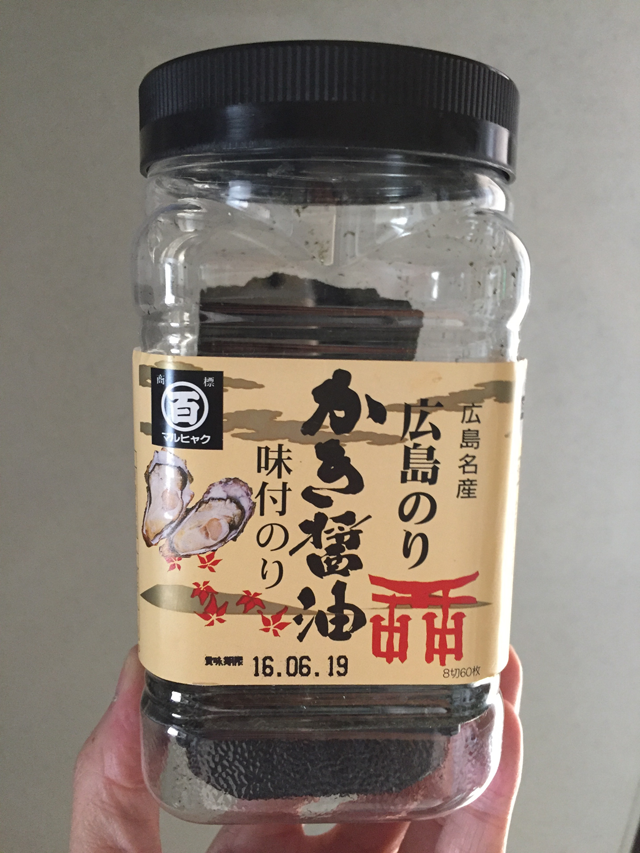 商標
百
マルヒャク
広島名産
広島のり
かき醤油
味付のり
賞味期限 16.06.19
8切60枚